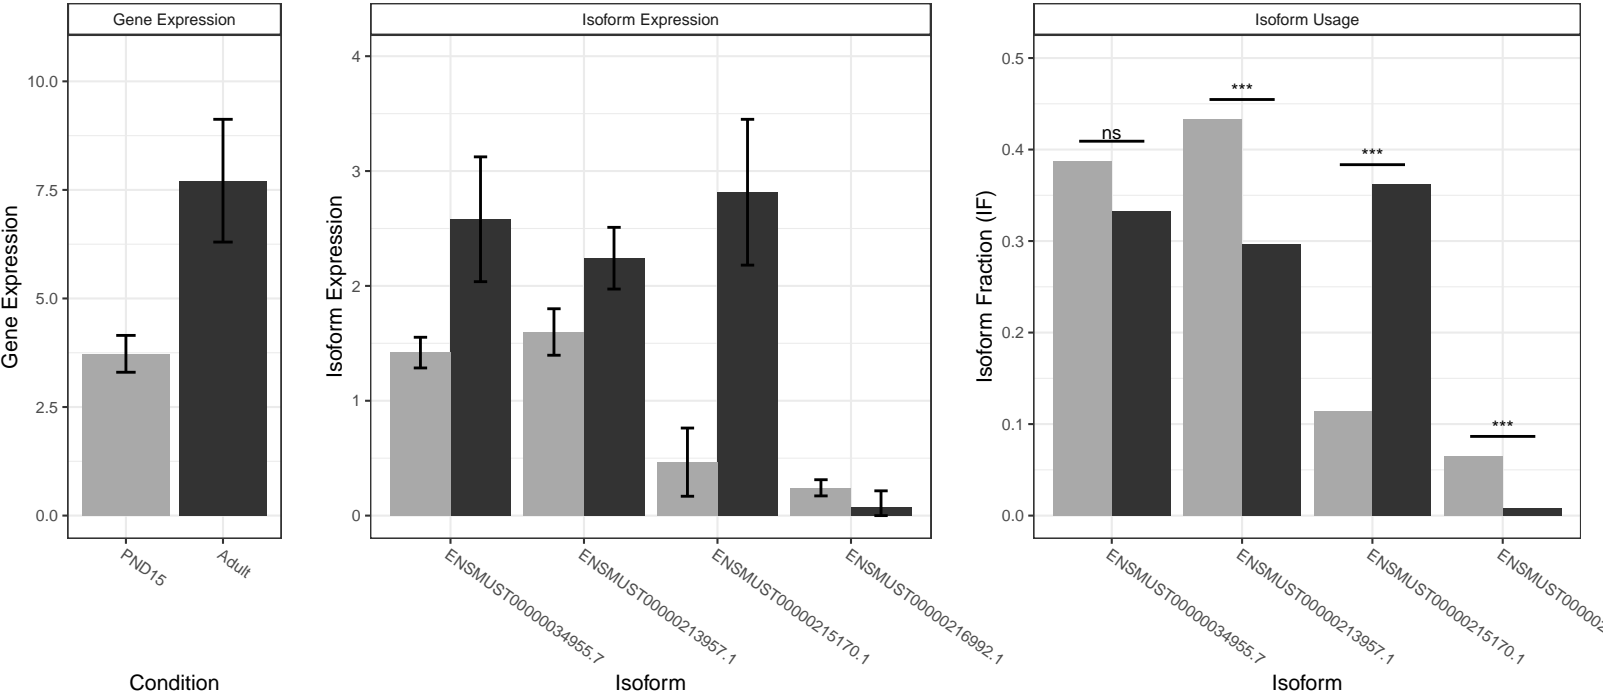 Gene Expression
Isoform Expression
Isoform Usage
Gene Expression
10.0
7.5
5.0
2.5
0.0
PND15
Adult
Condition
Isoform Expression
4
3
2
1
0
ENSMUST00000034955.7
ENSMUST00000213957.1
ENSMUST00000215170.1
ENSMUST00000216992.1
Isoform
Isoform Fraction (IF)
0.5
0.4
0.3
0.2
0.1
0.0
ns
***
***
***
ENSMUST00000034955.7
ENSMUST00000213957.1
ENSMUST00000215170.1
Isoform